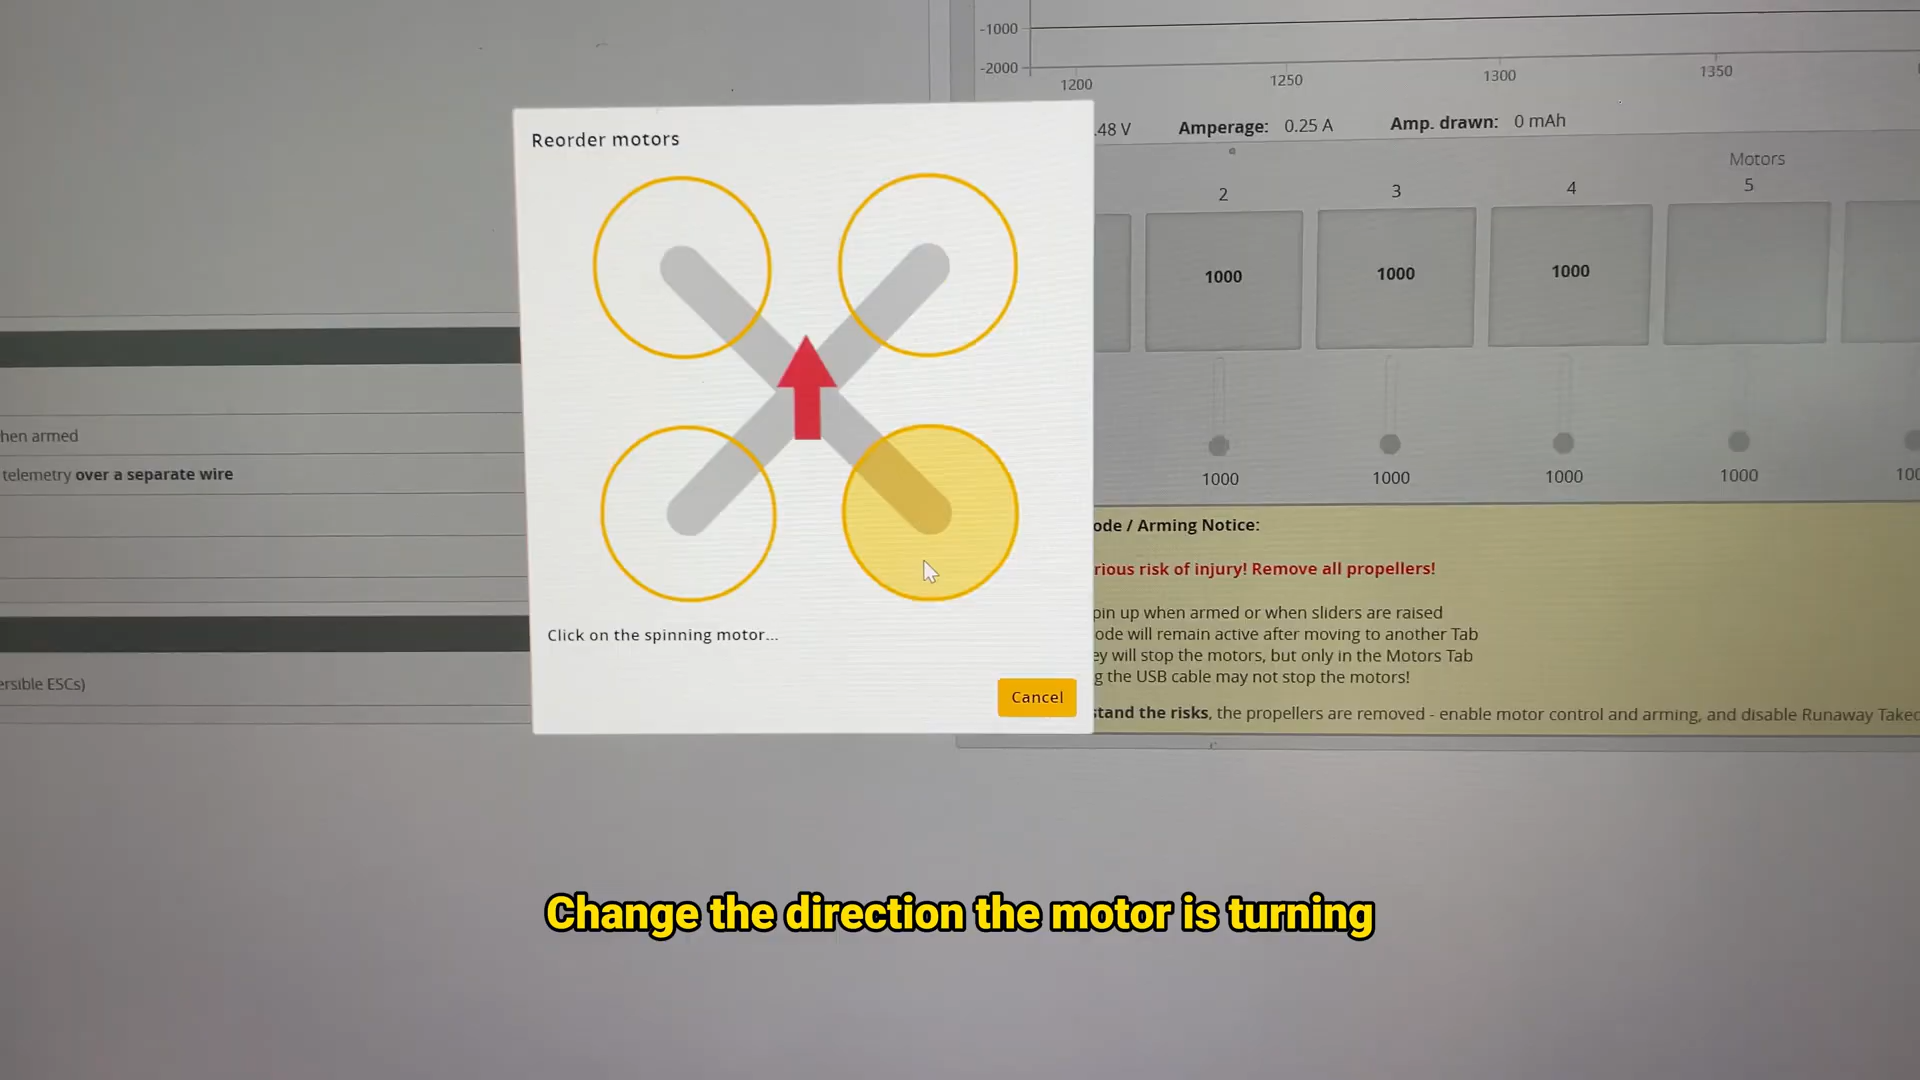 -1000
-2000
1200
1250
1300
1350
.48 V
Amperage: 0.25 A
Amp. drawn: 0 mAh
Reorder motors
Motors
2
3
4
5
1000
1000
1000
hen armed
telemetry over a separate wire
1000
1000
1000
1000
100
ode / Arming Notice:
rious risk of injury! Remove all propellers!
pin up when armed or when sliders are raised
ode will remain active after moving to another Tab
ey will stop the motors, but only in the Motors Tab
g the USB cable may not stop the motors!
Click on the spinning motor...
ersible ESCs)
Cancel
stand the risks, the propellers are removed - enable motor control and arming, and disable Runaway Takeo
Change the direction the motor is turning